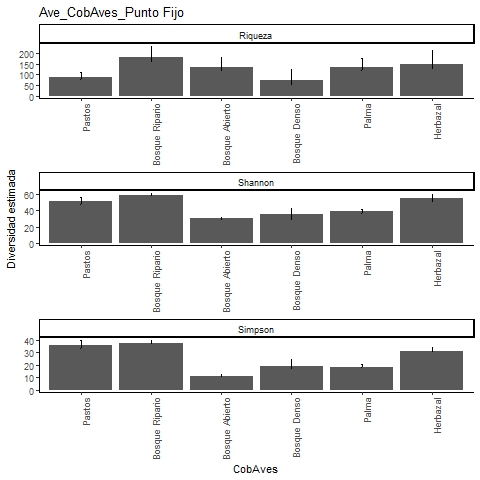 Ave_CobAves_Punto Fijo
Riqueza
200
150
100
50
0
Pastos
Bosque Ripario
Bosque Abierto
Bosque Denso
Palma
Herbazal
Shannon
60
40
20
0
Pastos
Bosque Ripario
Bosque Abierto
Bosque Denso
Palma
Herbazal
Simpson
40
30
20
10
0
Pastos
Bosque Ripario
Bosque Abierto
Bosque Denso
Palma
Herbazal
Diversidad estimada
CobAves